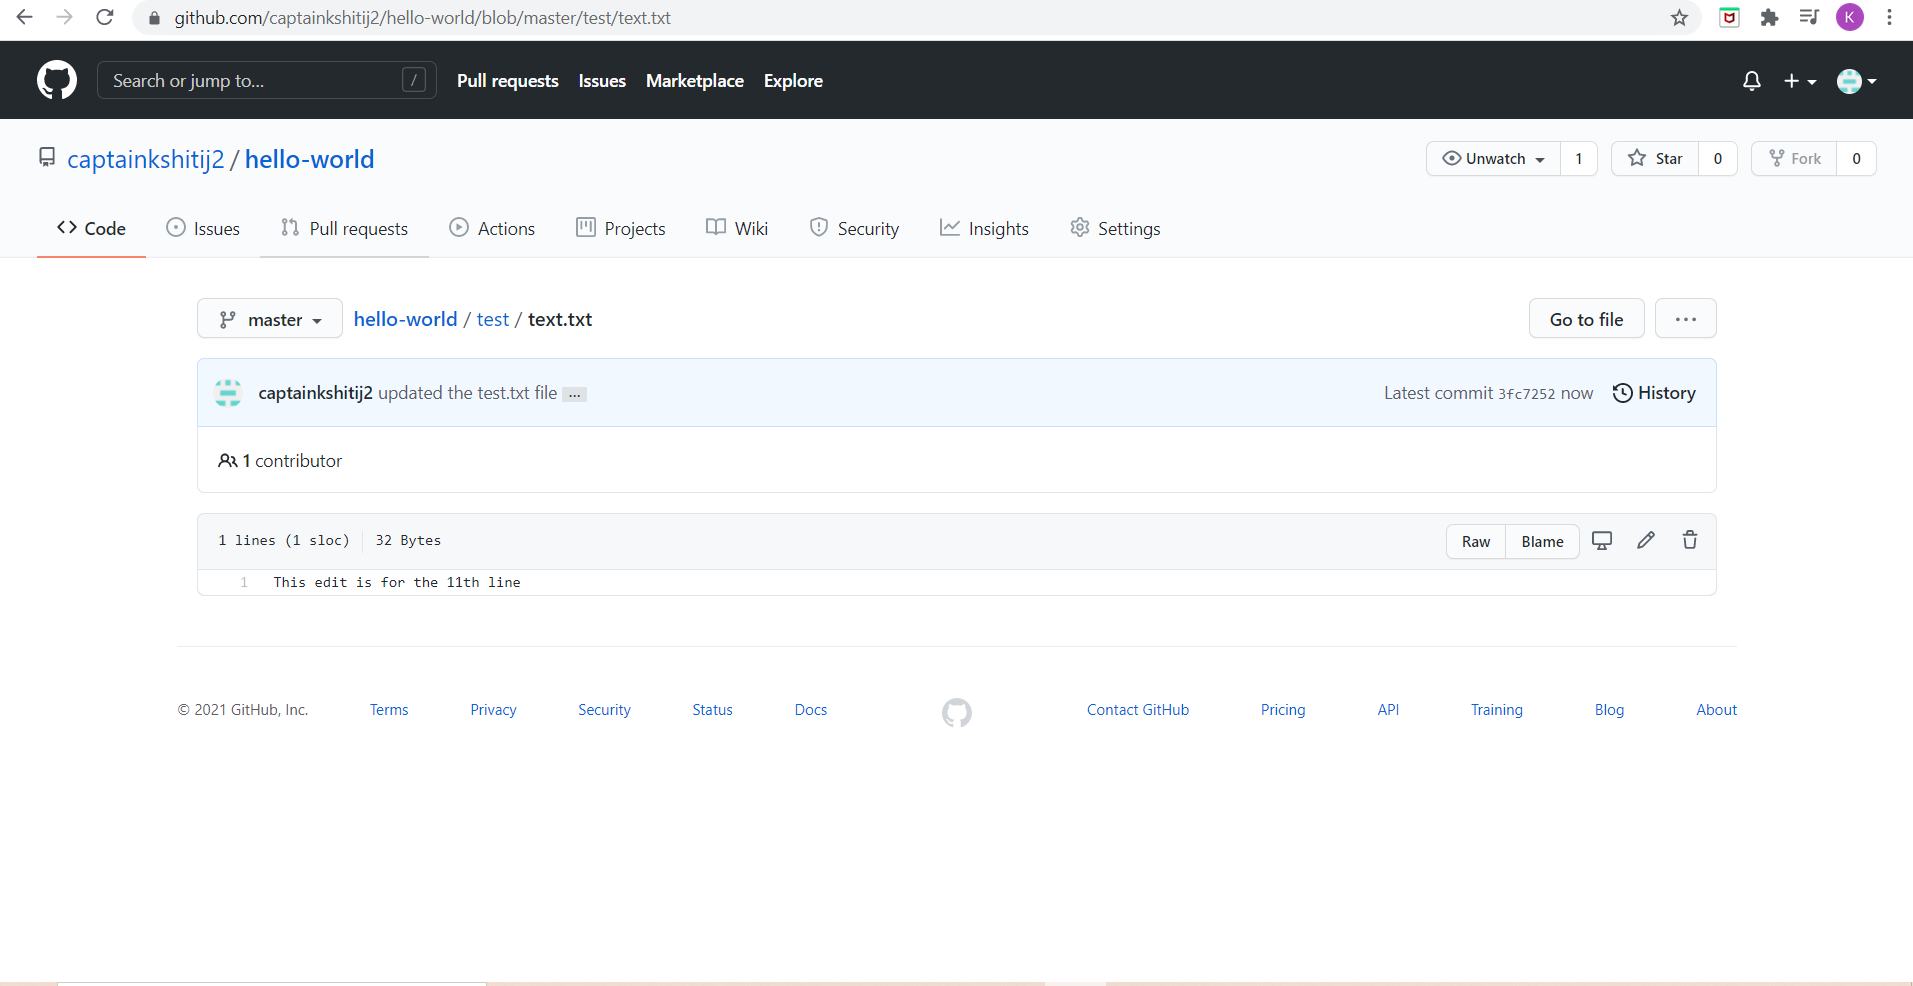 github.com/captainkshitij2/hello-world/blob/master/test/text.txt
K
Search or jump to... /
Pull requests Issues Marketplace Explore
captainkshitij2 / hello-world
Unwatch 1 Star 0 Fork 0
Code Issues Pull requests Actions Projects Wiki Security Insights Settings
master hello-world / test / text.txt Go to file ...
captainkshitij2 updated the test.txt file ... Latest commit 3fc7252 now History
1 contributor
1 lines (1 sloc) 32 Bytes Raw Blame
1 This edit is for the 11th line
© 2021 GitHub, Inc. Terms Privacy Security Status Docs Contact GitHub Pricing API Training Blog About